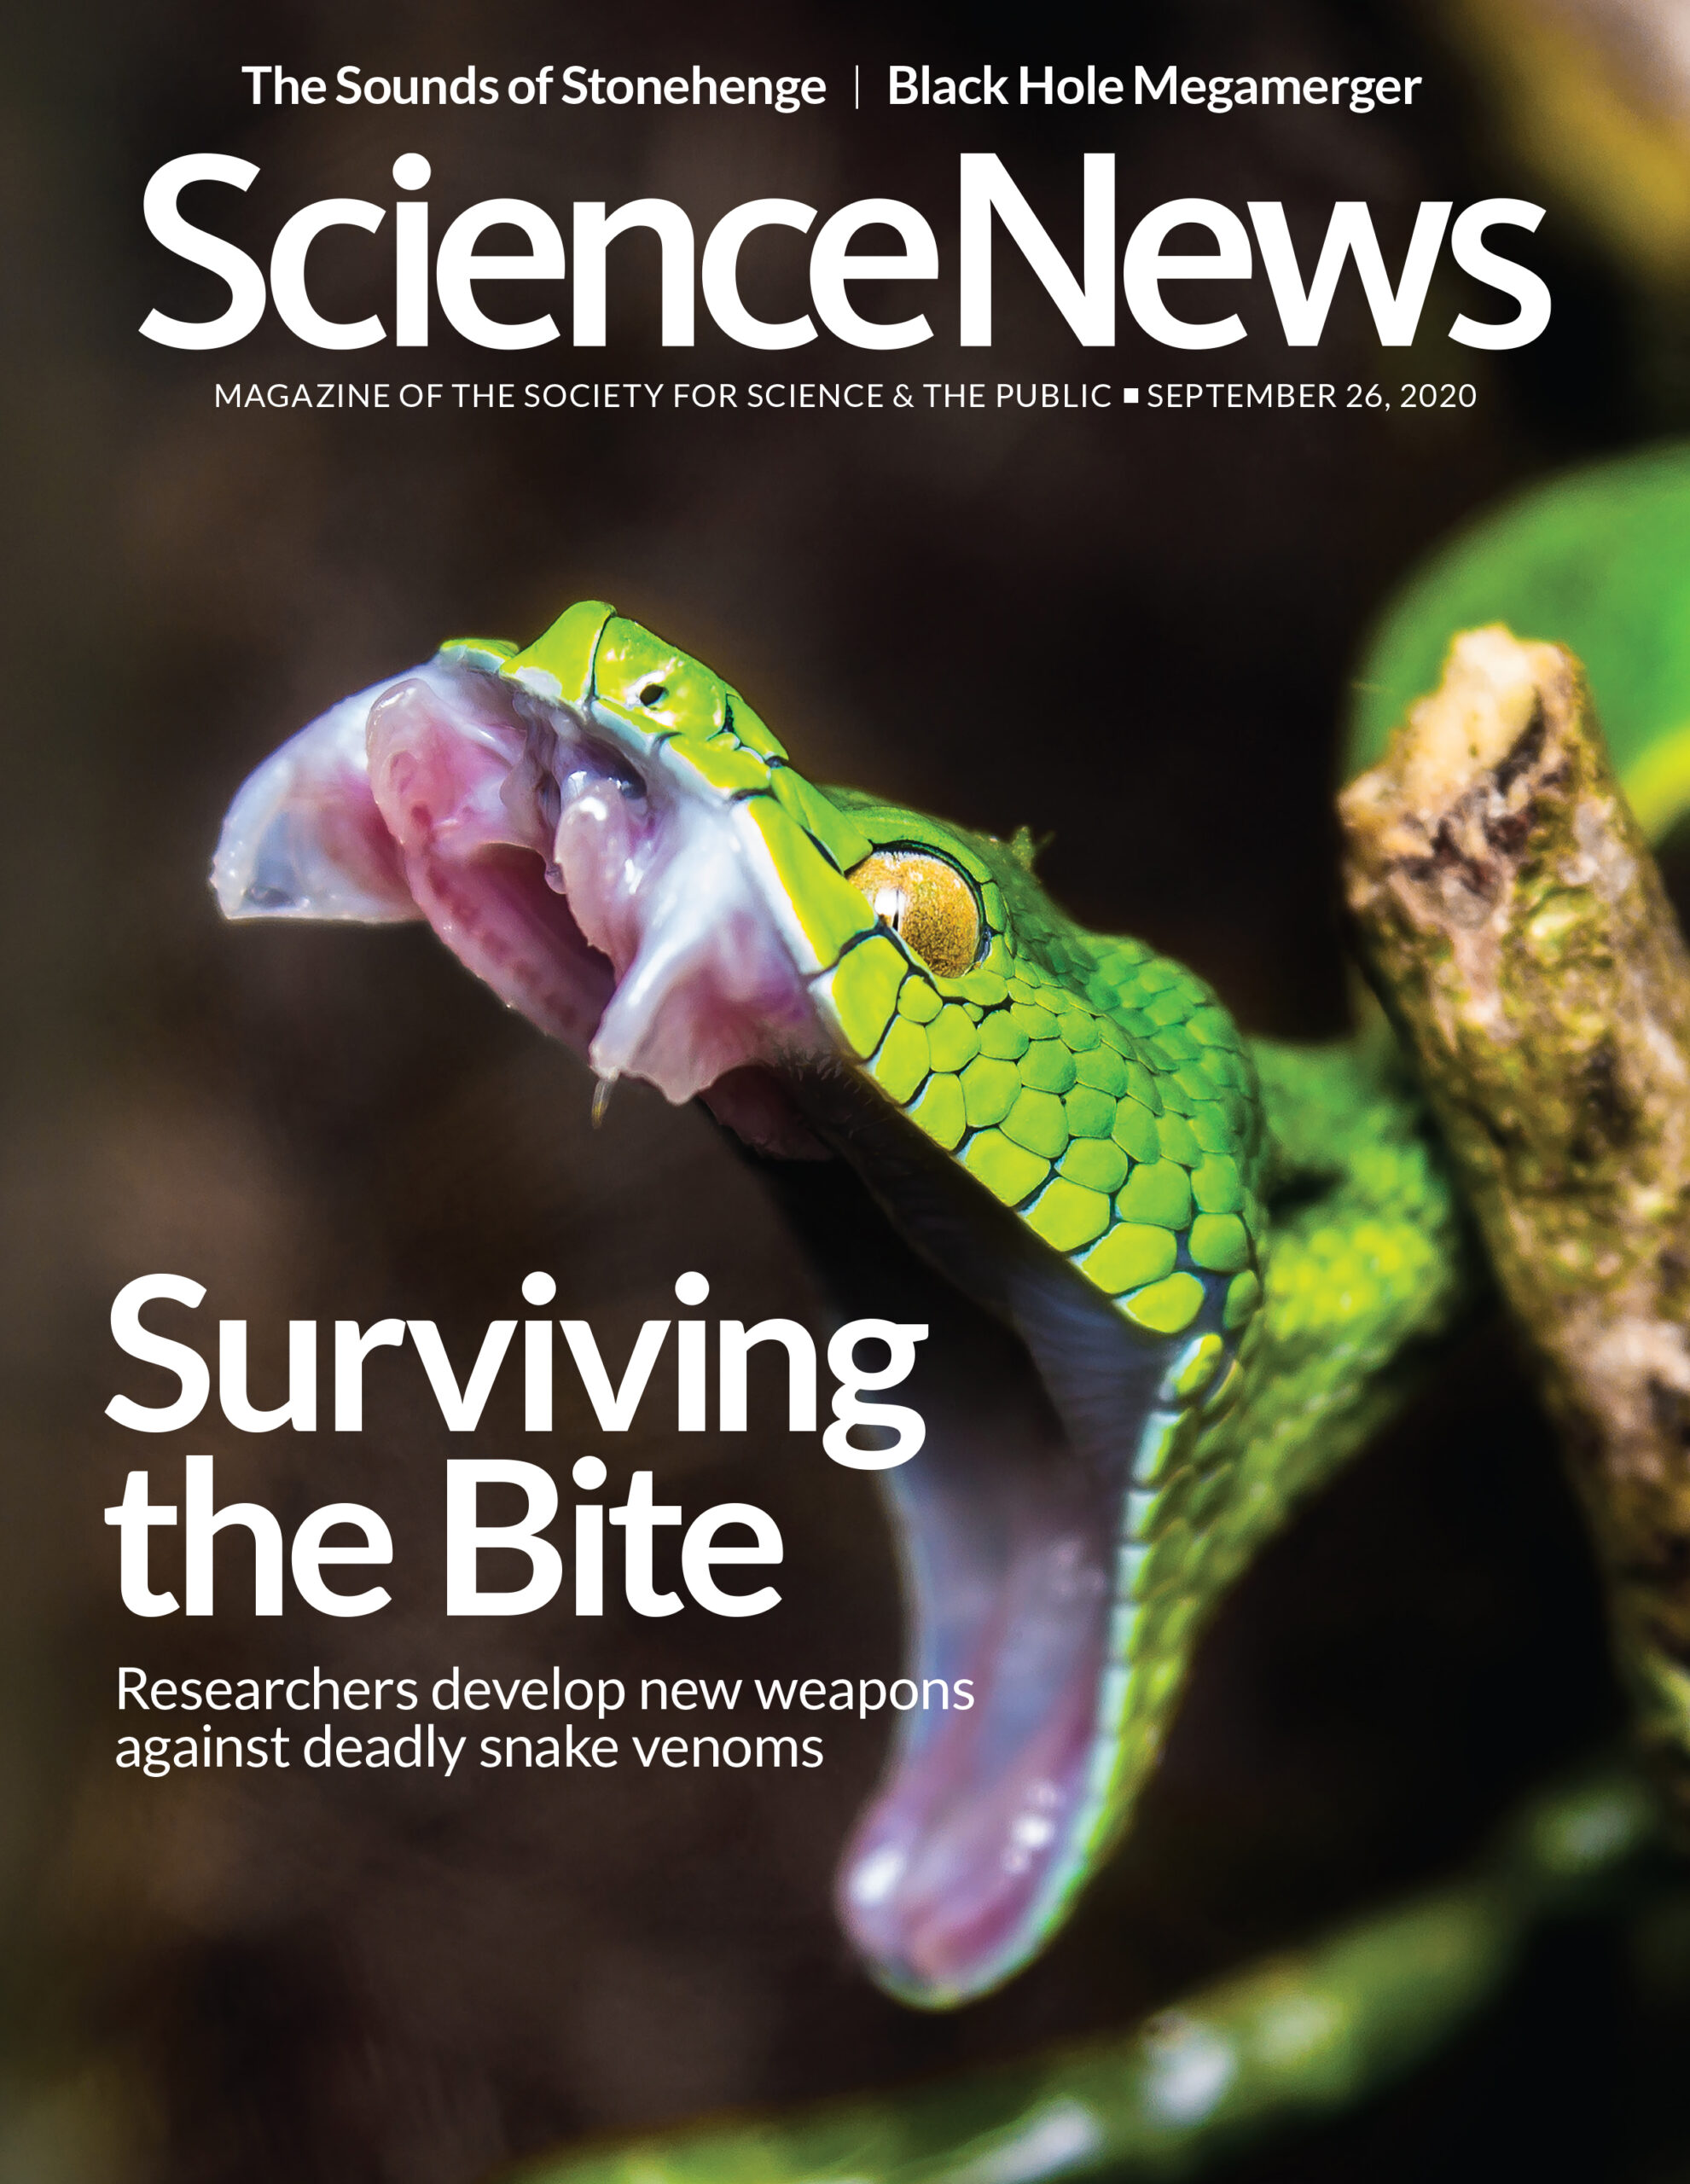 The Sounds of Stonehenge | Black Hole Megamerger
ScienceNews
MAGAZINE OF THE SOCIETY FOR SCIENCE & THE PUBLIC ■ SEPTEMBER 26, 2020
Surviving
the Bite
Researchers develop new weapons
against deadly snake venoms